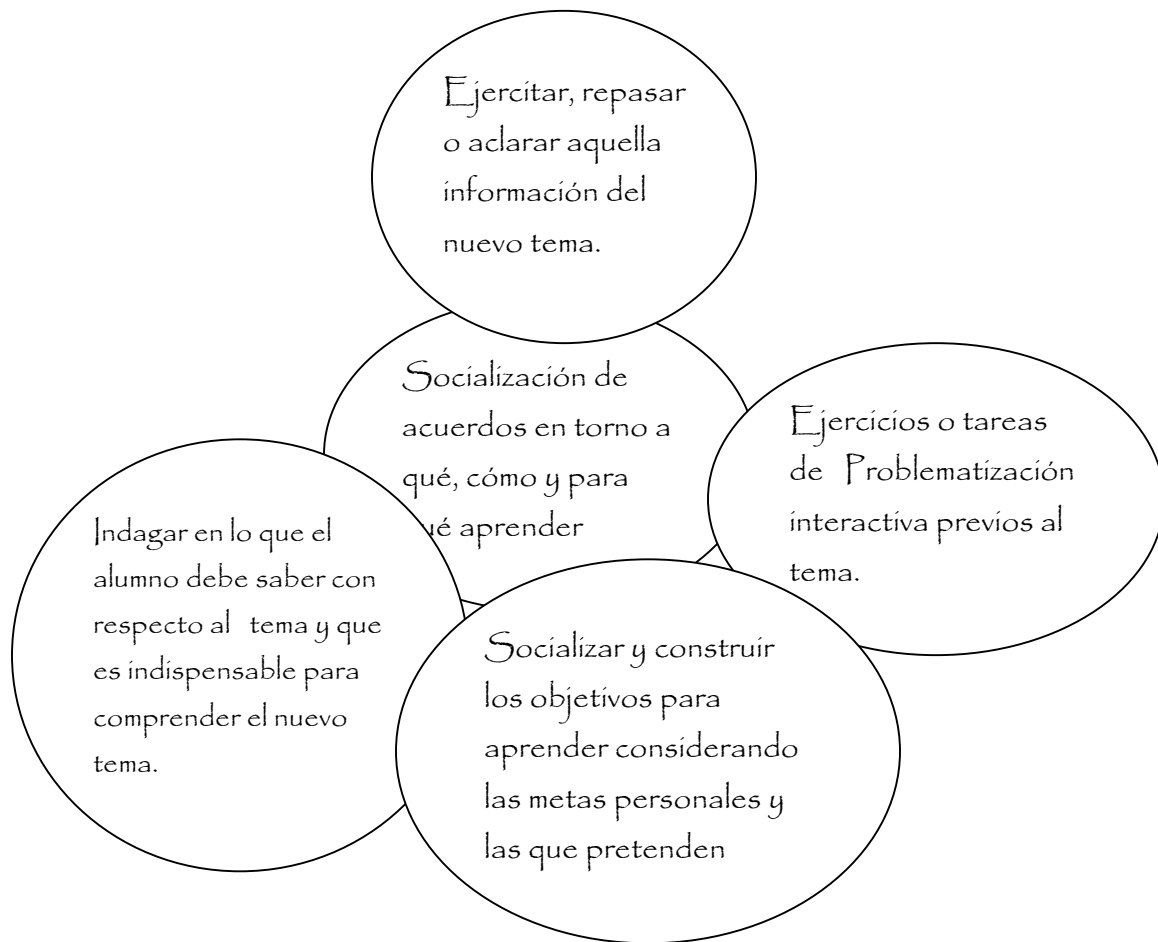 Ejercitar, repasar
o aclarar aquella
información del
nuevo tema.
Socialización de
acuerdos en torno a
qué, cómo y para
ué aprender
Ejercicios o tareas
de Problematización
interactiva previos al
tema.
Indagar en lo que el
alumno debe saber con
respecto al tema y que
es indispensable para
comprender el nuevo
tema.
Socializar y construir
los objetivos para
aprender considerando
las metas personales y
las que pretenden